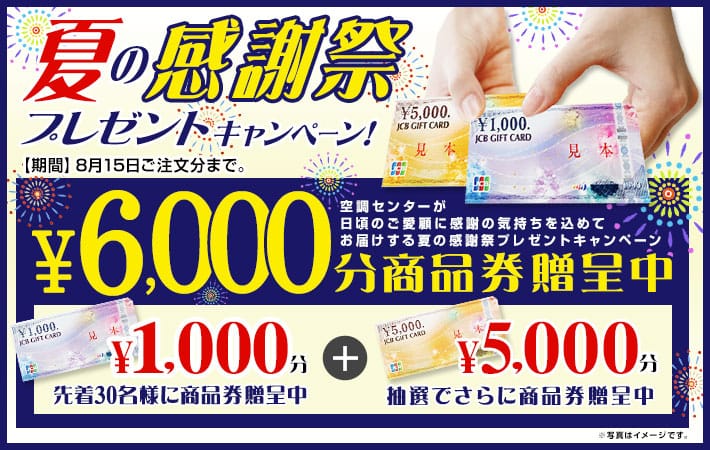 夏の感謝祭
プレゼントキャンペーン!
【期間】8月15日ご注文分まで。
¥5,000.
JCB GIFT CARD
見本
¥1,000.
JCB GIFT CARD
見本
JCB
JCB
空調センターが
日頃のご愛顧に感謝の気持ちを込めて
お届けする夏の感謝祭プレゼントキャンペーン
¥6,000分商品券贈呈中
¥1,000.
JCB GIFT CARD
見本
JCB
¥1,000分
先着30名様に商品券贈呈中
+
¥5,000.
JCB GIFT CARD
見本
JCB
¥5,000分
抽選でさらに商品券贈呈中
※写真はイメージです。